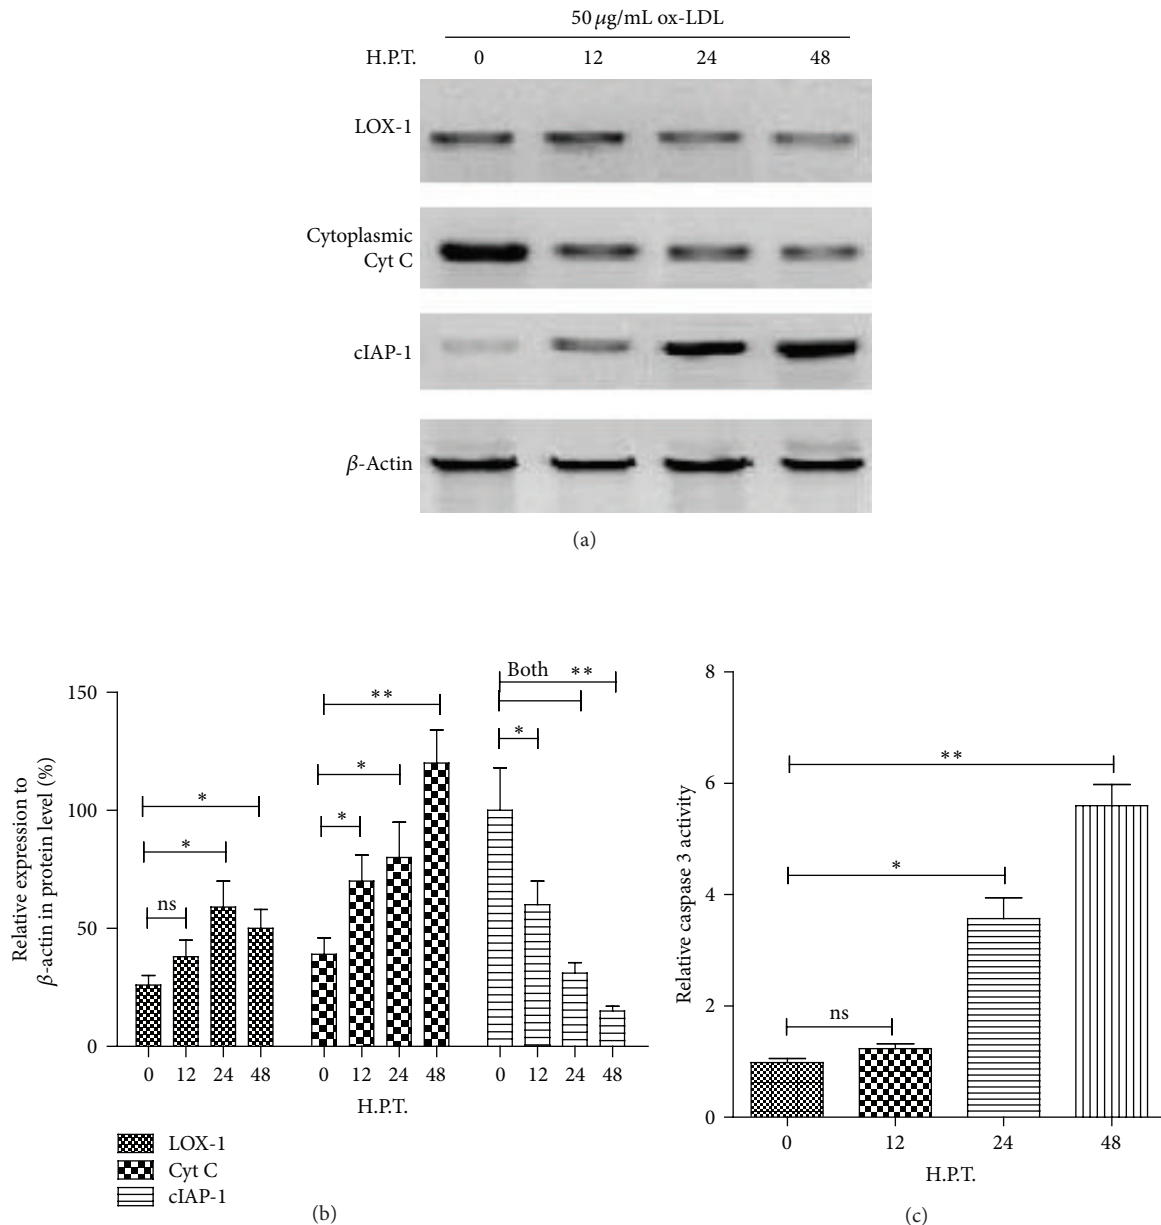 50 μg/mL ox-LDL
H.P.T. 0 12 24 48
LOX-1
Cytoplasmic
Cyt C
cIAP-1
β-Actin
(a)
Relative expression to
β-actin in protein level (%)
150
100
50
0
ns
*
*
*
*
**
*
Both **
0 12 24 48 0 12 24 48 0 12 24 48
H.P.T.
LOX-1
Cyt C
cIAP-1
(b)
Relative caspase 3 activity
8
6
4
2
0
ns
*
**
0 12 24 48
H.P.T.
(c)